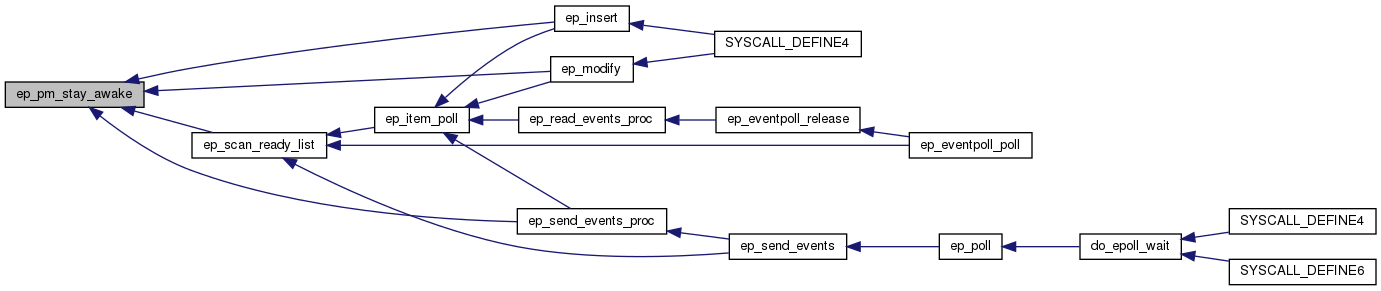 ep_insert
SYSCALL_DEFINE4
ep_modify
ep_pm_stay_awake
ep_item_poll
ep_read_events_proc
ep_eventpoll_release
ep_scan_ready_list
ep_eventpoll_poll
ep_send_events_proc
SYSCALL_DEFINE4
ep_send_events
ep_poll
do_epoll_wait
SYSCALL_DEFINE6